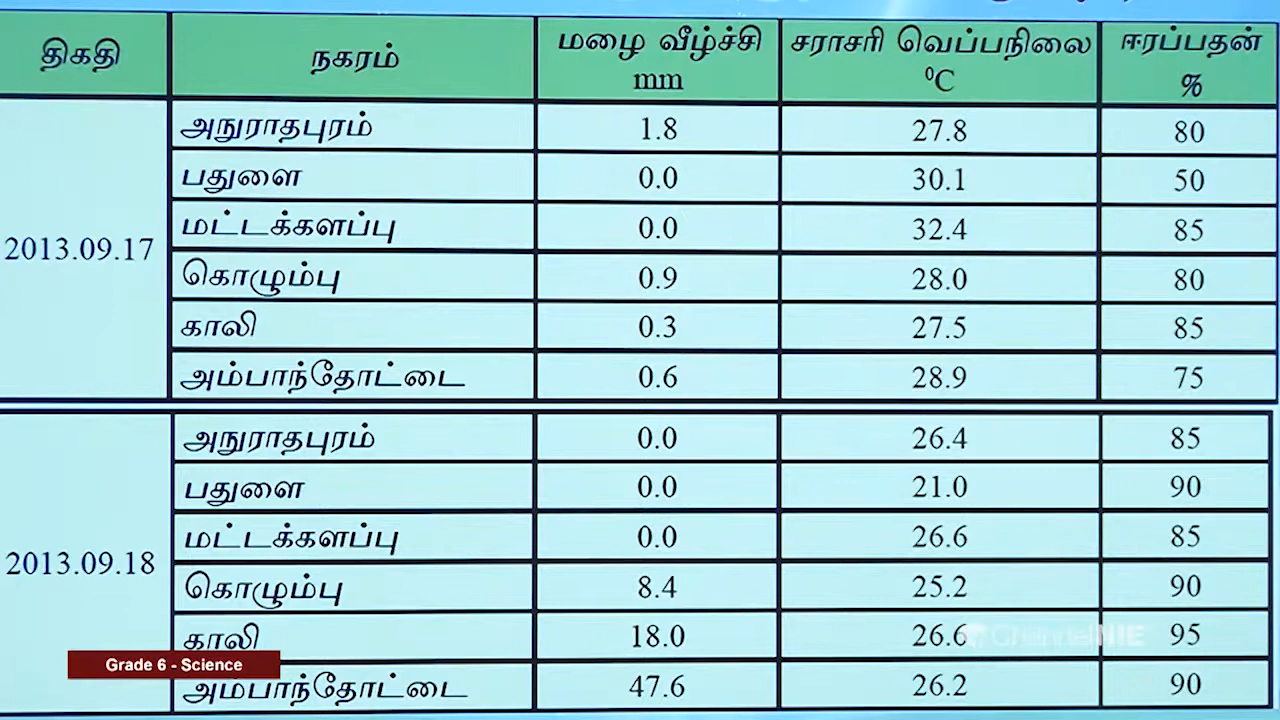 திகதி நகரம் மழை வீழ்ச்சி mm சராசரி வெப்பநிலை ⁰C ஈரப்பதன் %
2013.09.17
அநுராதபுரம் 1.8 27.8 80
பதுளை 0.0 30.1 50
மட்டக்களப்பு 0.0 32.4 85
கொழும்பு 0.9 28.0 80
காலி 0.3 27.5 85
அம்பாந்தோட்டை 0.6 28.9 75
2013.09.18
அநுராதபுரம் 0.0 26.4 85
பதுளை 0.0 21.0 90
மட்டக்களப்பு 0.0 26.6 85
கொழும்பு 8.4 25.2 90
காலி 18.0 26.6 95
ChannelNIE
Grade 6 - Science
அம்பாந்தோட்டை 47.6 26.2 90